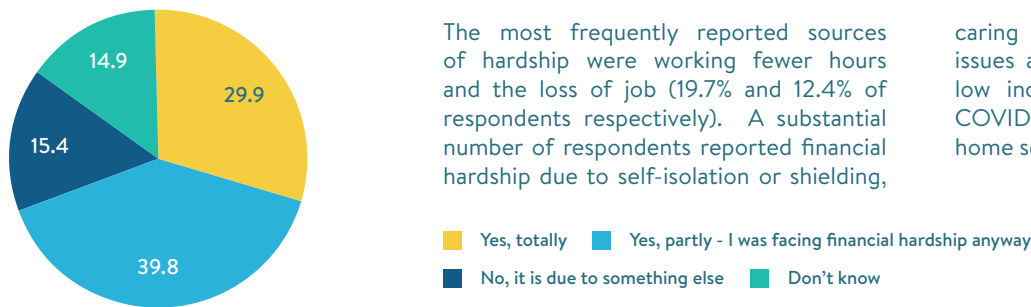 14.9
29.9
15.4
39.8
The most frequently reported sources
of hardship were working fewer hours
and the loss of job (19.7% and 12.4% of
respondents respectively). A substantial
number of respondents reported financial
hardship due to self-isolation or shielding,
caring
issues
low
COVID
home
Yes, totally
Yes, partly - I was facing financial hardship anyway
No, it is due to something else
Don't know